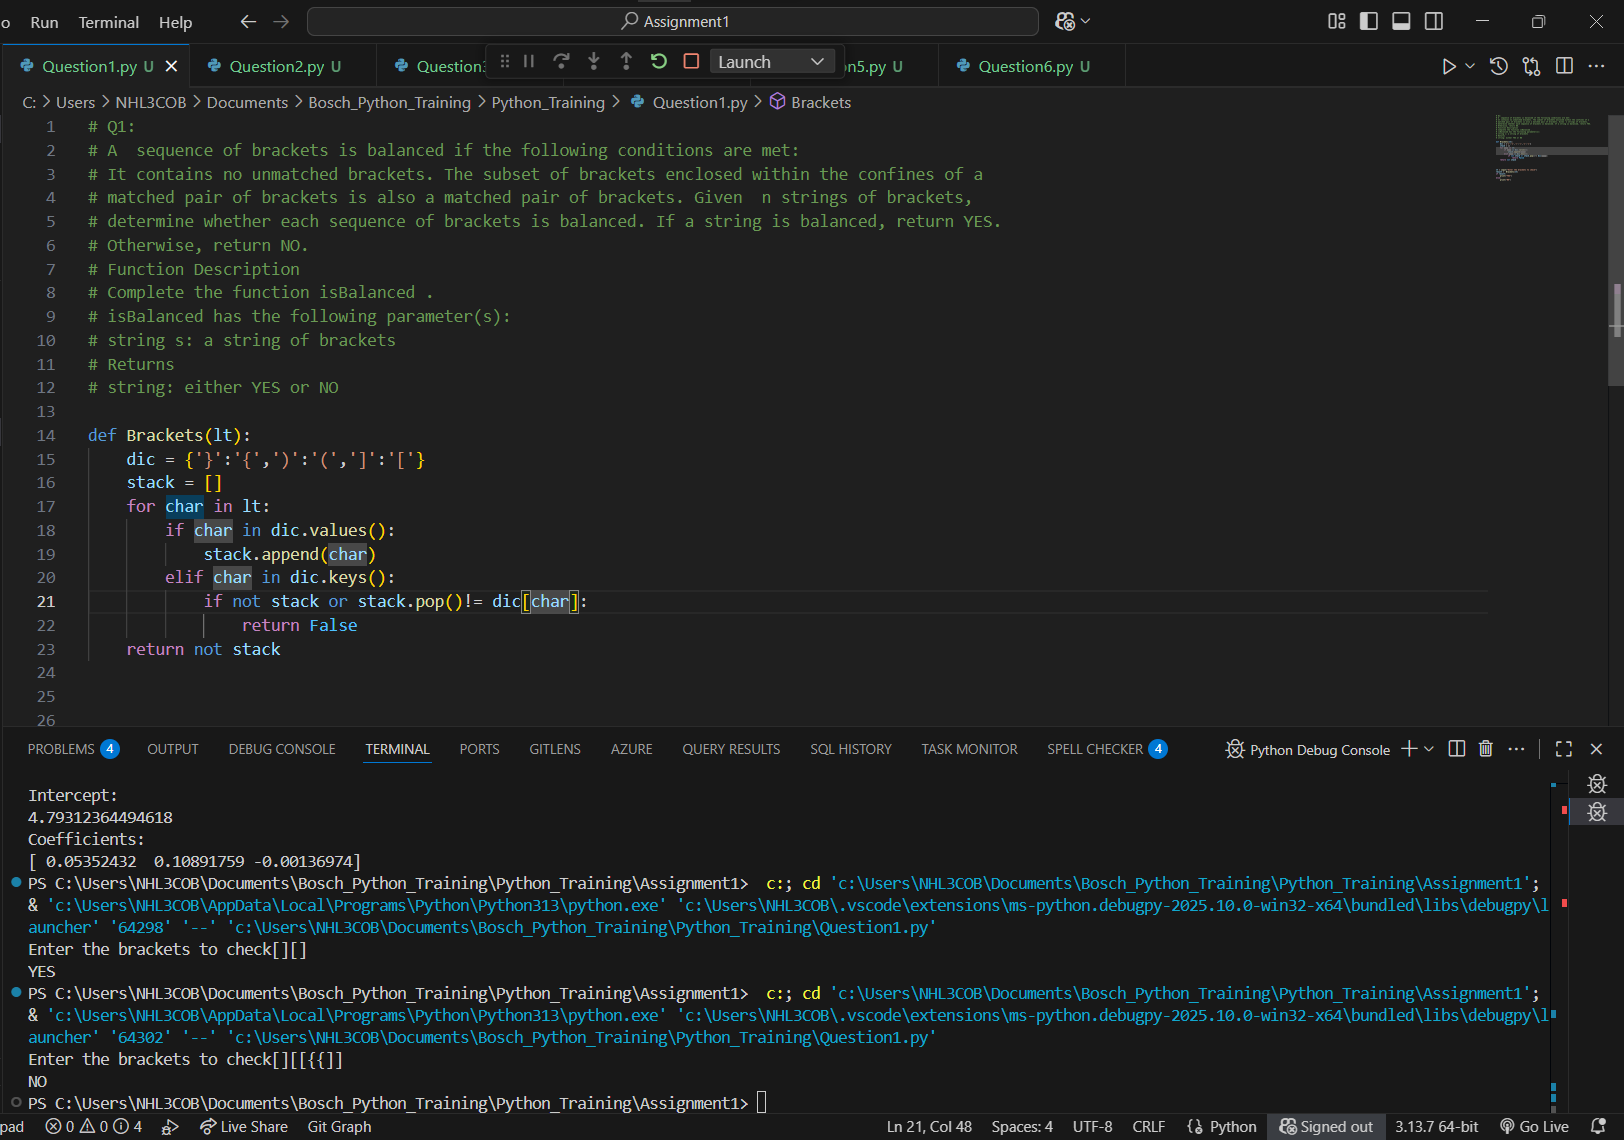 o Run Terminal Help Assignment1
Question1.py U Question2.py U Question3 Launch n5.py U Question6.py U
C: > Users > NHL3COB > Documents > Bosch_Python_Training > Python_Training > Question1.py > Brackets
1 # Q1:
2 # A  sequence of brackets is balanced if the following conditions are met:
3 # It contains no unmatched brackets. The subset of brackets enclosed within the confines of a
4 # matched pair of brackets is also a matched pair of brackets. Given  n strings of brackets,
5 # determine whether each sequence of brackets is balanced. If a string is balanced, return YES.
6 # Otherwise, return NO.
7 # Function Description
8 # Complete the function isBalanced .
9 # isBalanced has the following parameter(s):
10 # string s: a string of brackets
11 # Returns
12 # string: either YES or NO
13
14 def Brackets(lt):
15 dic = {'}':'{',')':'(',']':'['}
16 stack = []
17 for char in lt:
18 if char in dic.values():
19 stack.append(char)
20 elif char in dic.keys():
21 if not stack or stack.pop()!= dic[char]:
22 return False
23 return not stack
24
25
26
PROBLEMS 4 OUTPUT DEBUG CONSOLE TERMINAL PORTS GITLENS AZURE QUERY RESULTS SQL HISTORY TASK MONITOR SPELL CHECKER 4 Python Debug Console
Intercept:
4.79312364494618
Coefficients:
[ 0.05352432  0.10891759 -0.00136974]
PS C:\Users\NHL3COB\Documents\Bosch_Python_Training\Python_Training\Assignment1>  c:; cd 'c:\Users\NHL3COB\Documents\Bosch_Python_Training\Python_Training\Assignment1';
& 'c:\Users\NHL3COB\AppData\Local\Programs\Python\Python313\python.exe' 'c:\Users\NHL3COB\.vscode\extensions\ms-python.debugpy-2025.10.0-win32-x64\bundled\libs\debugpy\l
auncher' '64298' '--' 'c:\Users\NHL3COB\Documents\Bosch_Python_Training\Python_Training\Question1.py'
Enter the brackets to check[][]
YES
PS C:\Users\NHL3COB\Documents\Bosch_Python_Training\Python_Training\Assignment1>  c:; cd 'c:\Users\NHL3COB\Documents\Bosch_Python_Training\Python_Training\Assignment1';
& 'c:\Users\NHL3COB\AppData\Local\Programs\Python\Python313\python.exe' 'c:\Users\NHL3COB\.vscode\extensions\ms-python.debugpy-2025.10.0-win32-x64\bundled\libs\debugpy\l
auncher' '64302' '--' 'c:\Users\NHL3COB\Documents\Bosch_Python_Training\Python_Training\Question1.py'
Enter the brackets to check[][[{{]]
NO
PS C:\Users\NHL3COB\Documents\Bosch_Python_Training\Python_Training\Assignment1>
pad 0 0 4 Live Share Git Graph Ln 21, Col 48 Spaces: 4 UTF-8 CRLF Python Signed out 3.13.7 64-bit Go Live